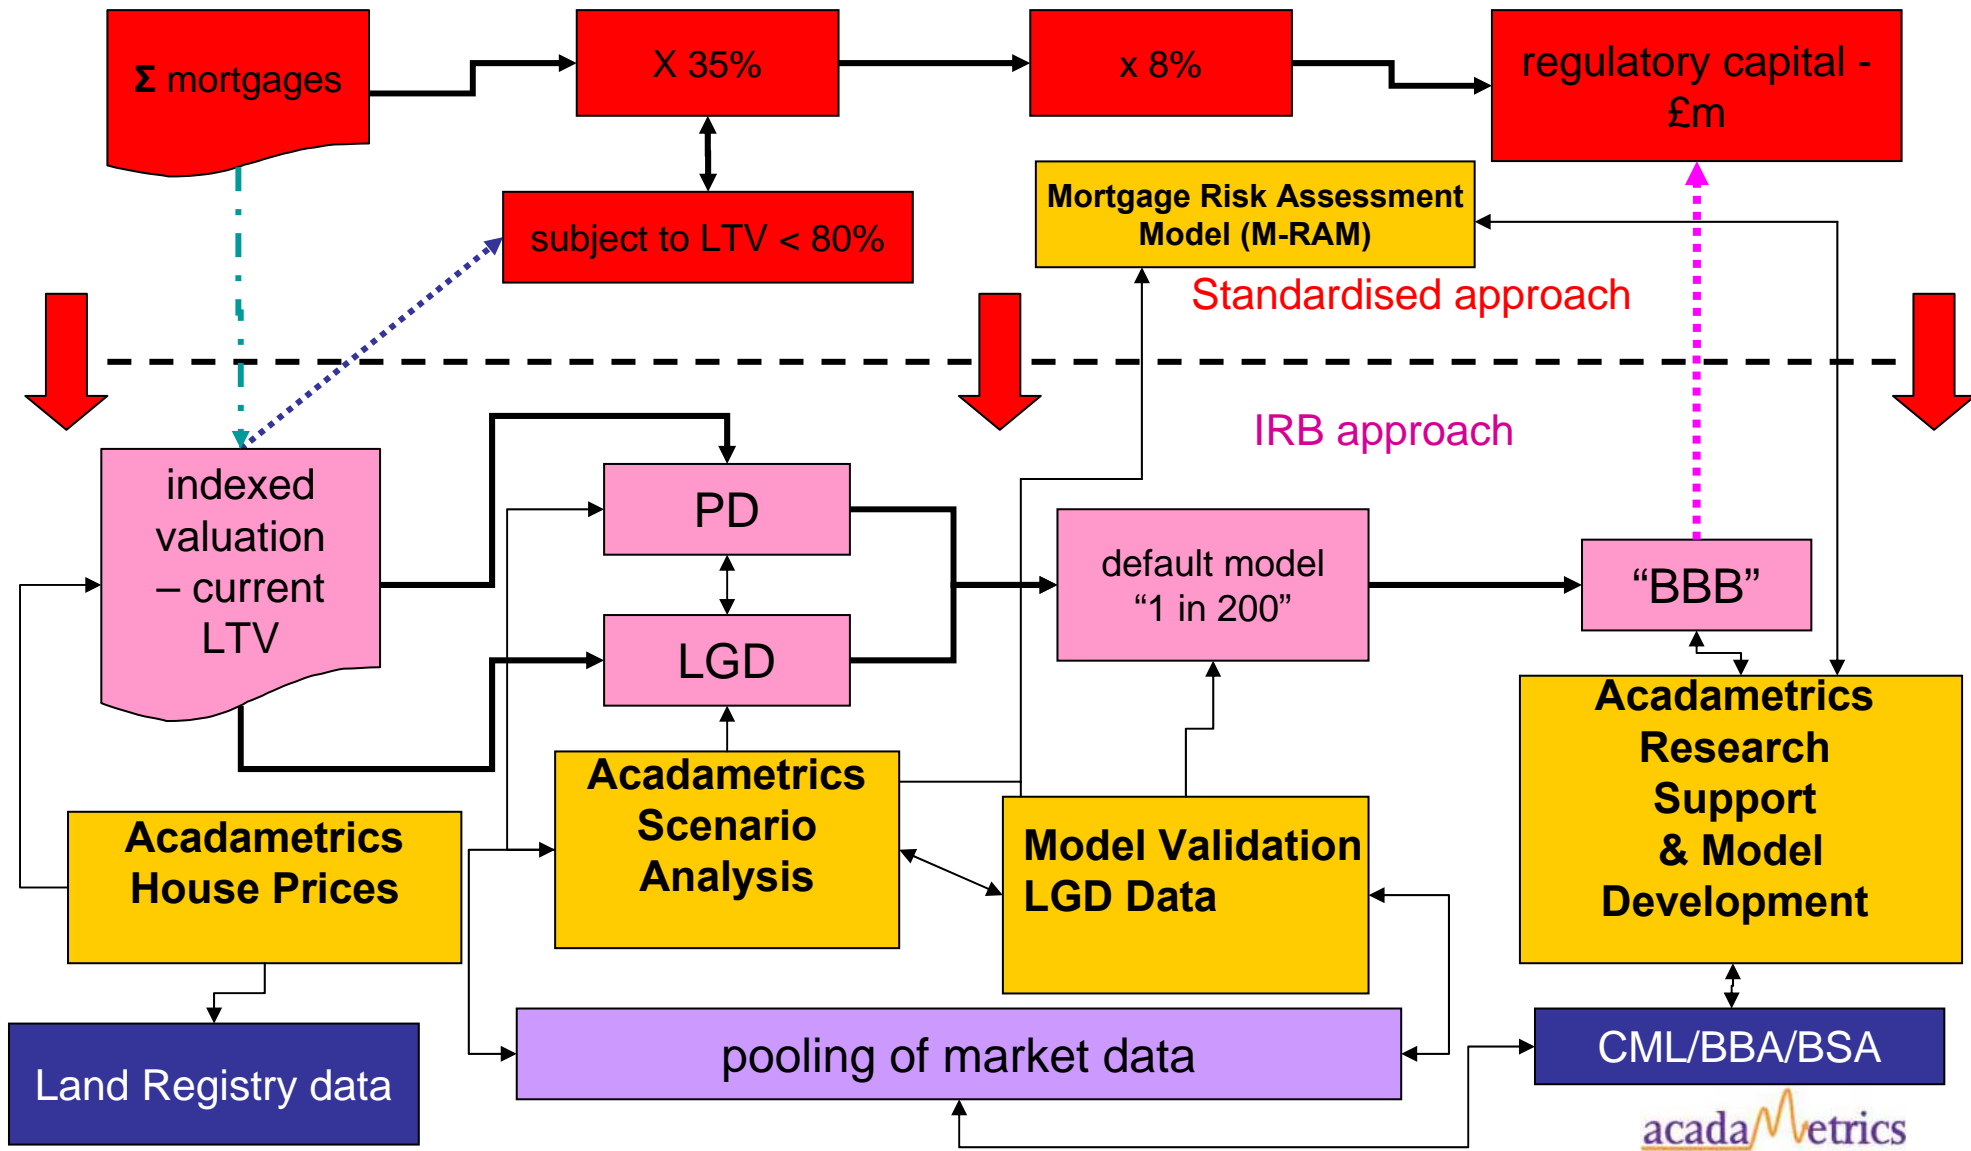 Σ mortgages
X 35%
x 8%
regulatory capital -
£m
subject to LTV < 80%
Mortgage Risk Assessment
Model (M-RAM)
Standardised approach
IRB approach
indexed
valuation
– current
LTV
PD
LGD
default model
“1 in 200”
“BBB”
Acadametrics
House Prices
Acadametrics
Scenario
Analysis
Model Validation
LGD Data
Acadametrics
Research
Support
& Model
Development
Land Registry data
pooling of market data
CML/BBA/BSA
acadaMetrics